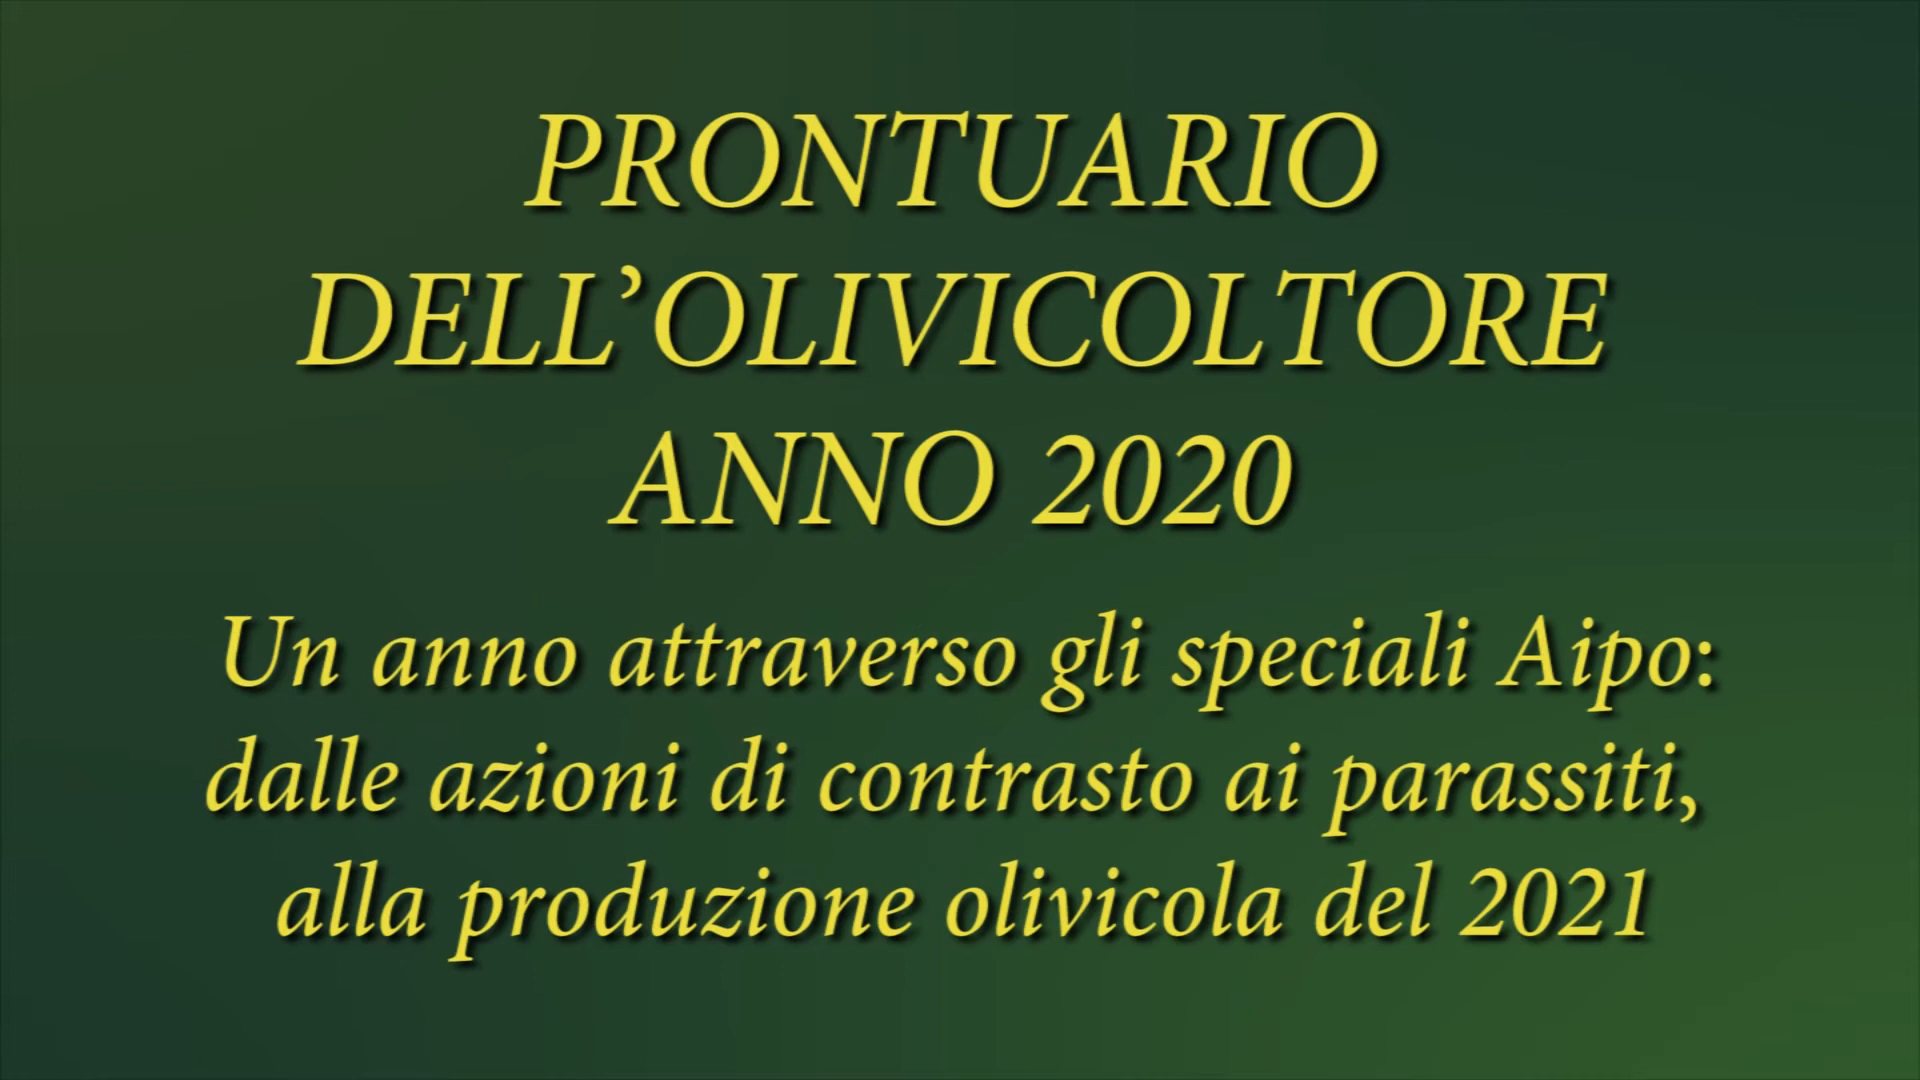 PRONTUARIO
DELL’OLIVICOLTORE
ANNO 2020
Un anno attraverso gli speciali Aipo:
dalle azioni di contrasto ai parassiti,
alla produzione olivicola del 2021